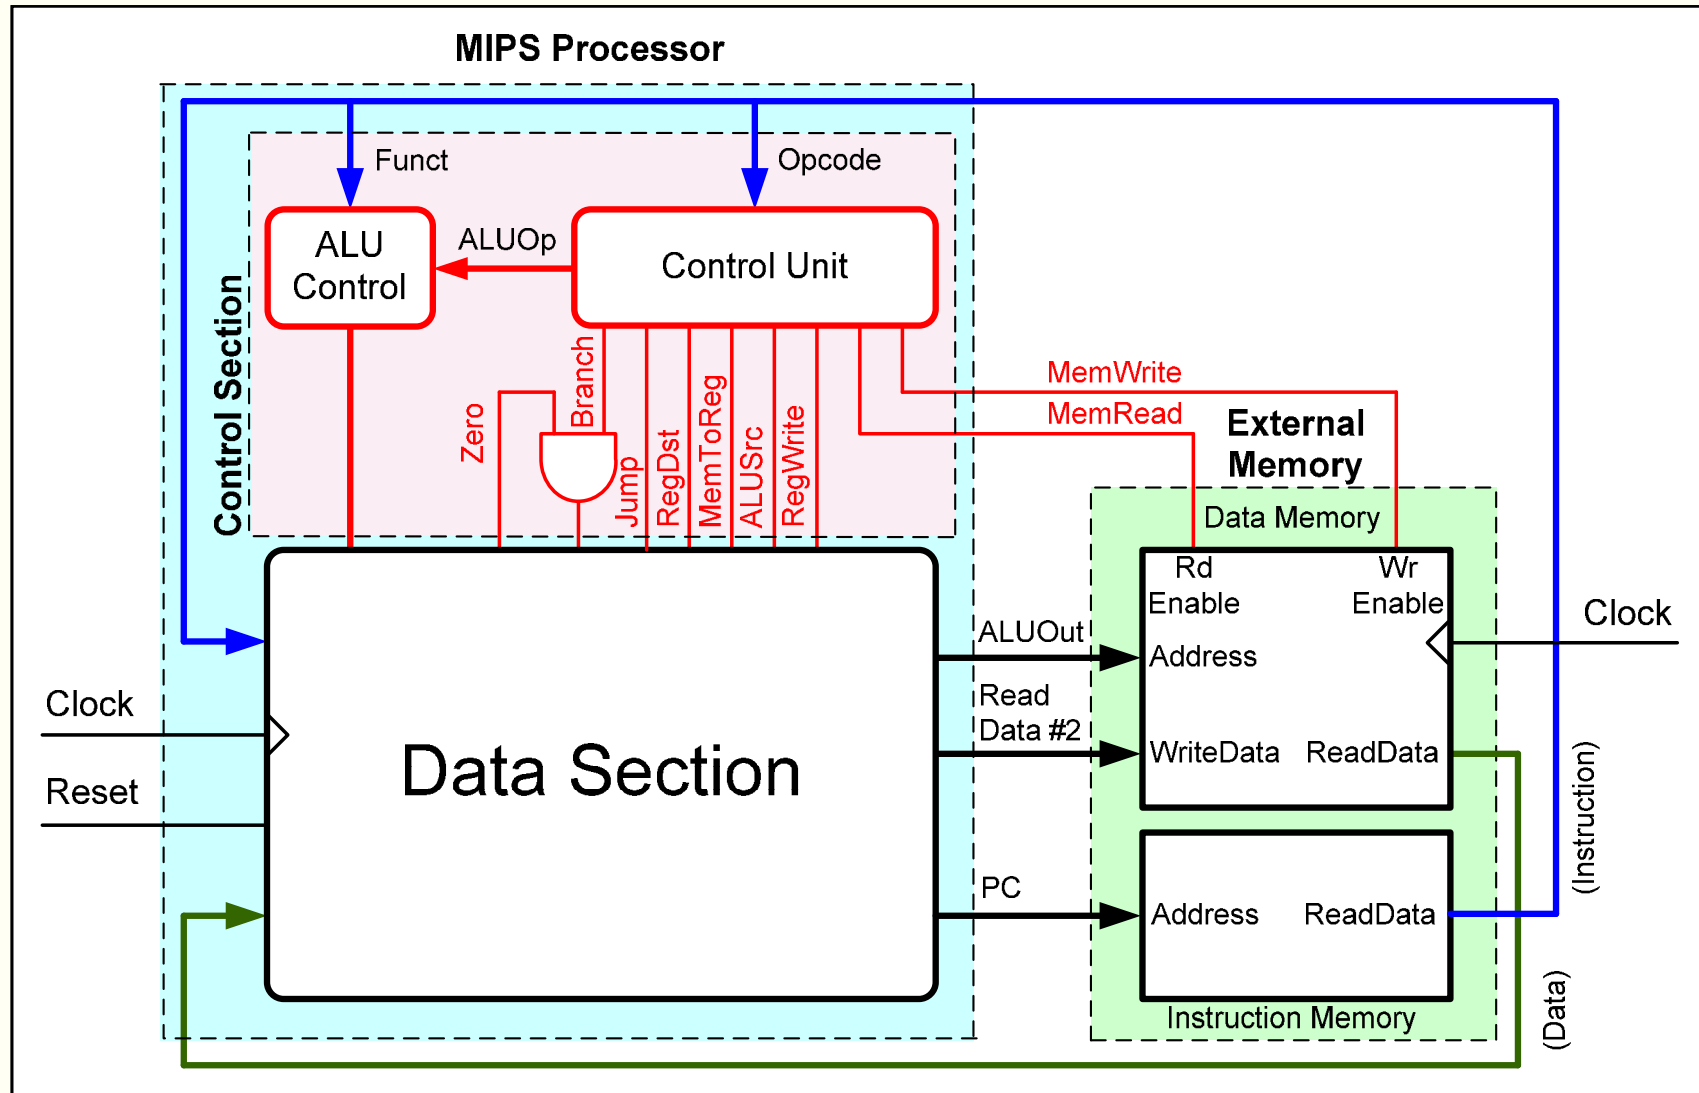 MIPS Processor
Funct
Opcode
ALU
Control
ALUOp
Control Unit
Control Section
Zero
Branch
Jump
RegDst
MemToReg
ALUSrc
RegWrite
MemWrite
MemRead
External
Memory
Data Memory
Rd
Enable
Wr
Enable
Clock
ALUOut
Address
Read
Data #2
WriteData
ReadData
Clock
Reset
Data Section
PC
Address
ReadData
Instruction Memory
(Instruction)
(Data)